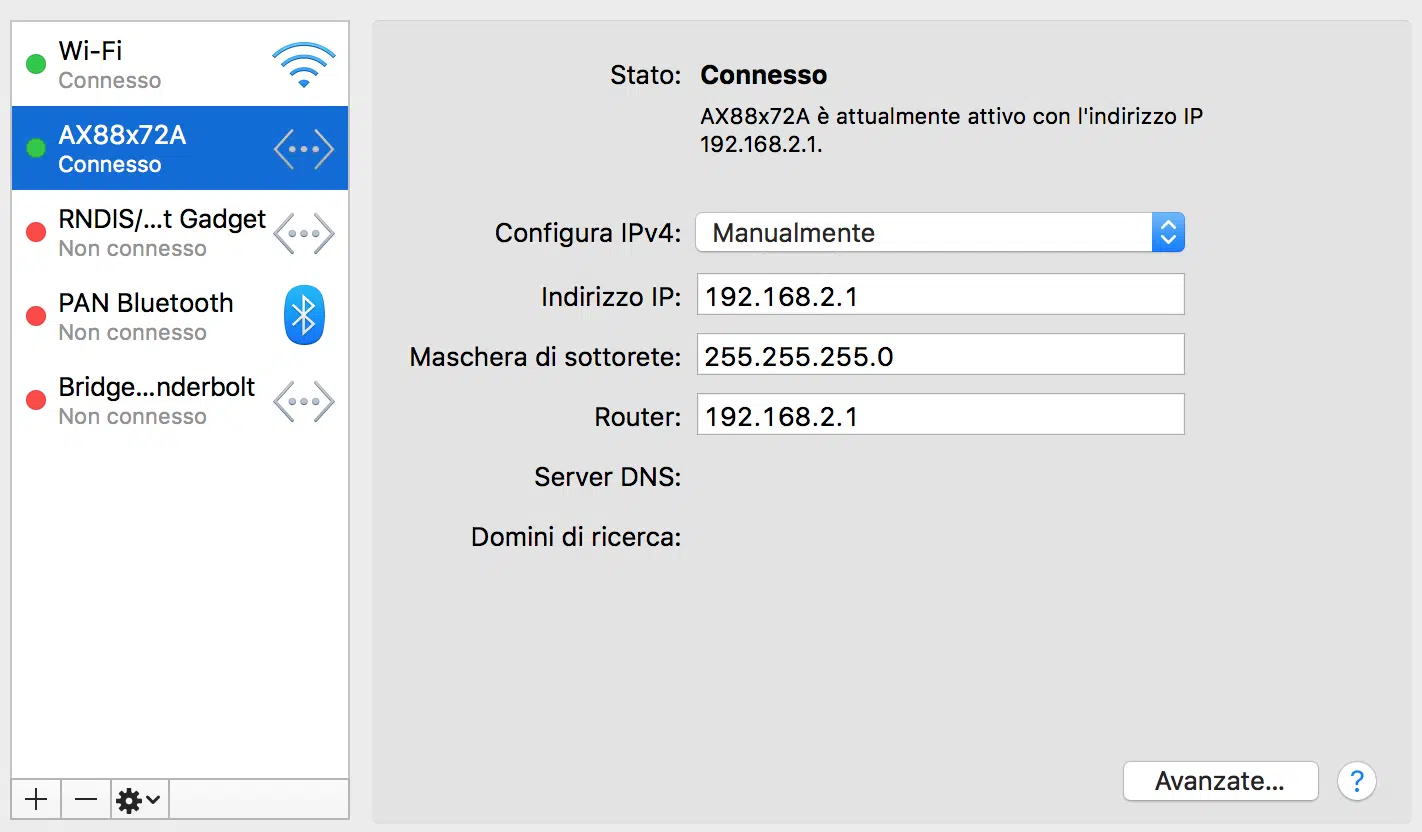 Wi-Fi
Connesso
AX88x72A
Connesso
RNDIS/...t Gadget
Non connesso
PAN Bluetooth
Non connesso
Bridge...nderbolt
Non connesso
Stato: Connesso
AX88x72A è attualmente attivo con l'indirizzo IP
192.168.2.1.
Configura IPv4: Manualmente
Indirizzo IP: 192.168.2.1
Maschera di sottorete: 255.255.255.0
Router: 192.168.2.1
Server DNS:
Domini di ricerca:
Avanzate... ?